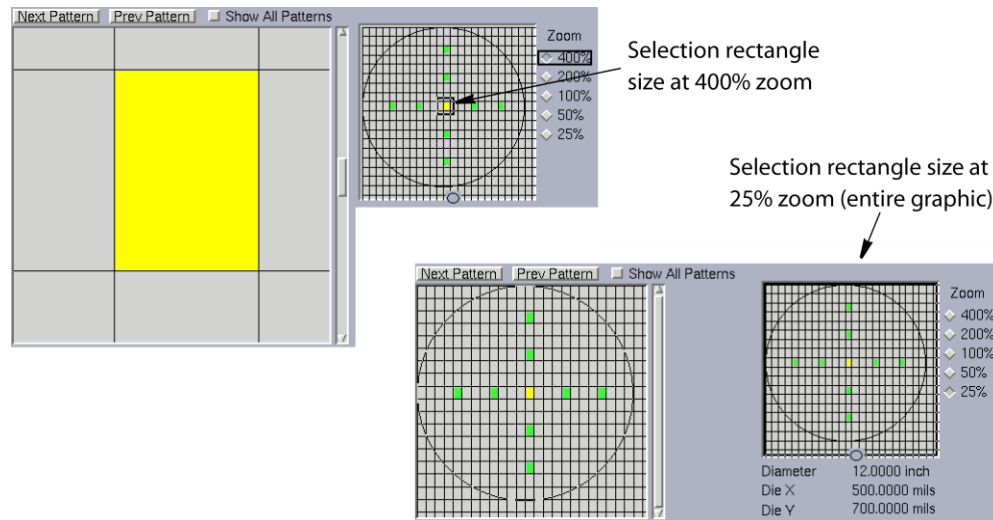 Next Pattern Prev Pattern Show All Patterns
Zoom
400%
200%
100%
50%
25%
Selection rectangle
size at 400% zoom
Selection rectangle size at
25% zoom (entire graphic)
Next Pattern Prev Pattern Show All Patterns
Zoom
400%
200%
100%
50%
25%
Diameter 12.0000 inch
Die X 500.0000 mils
Die Y 700.0000 mils